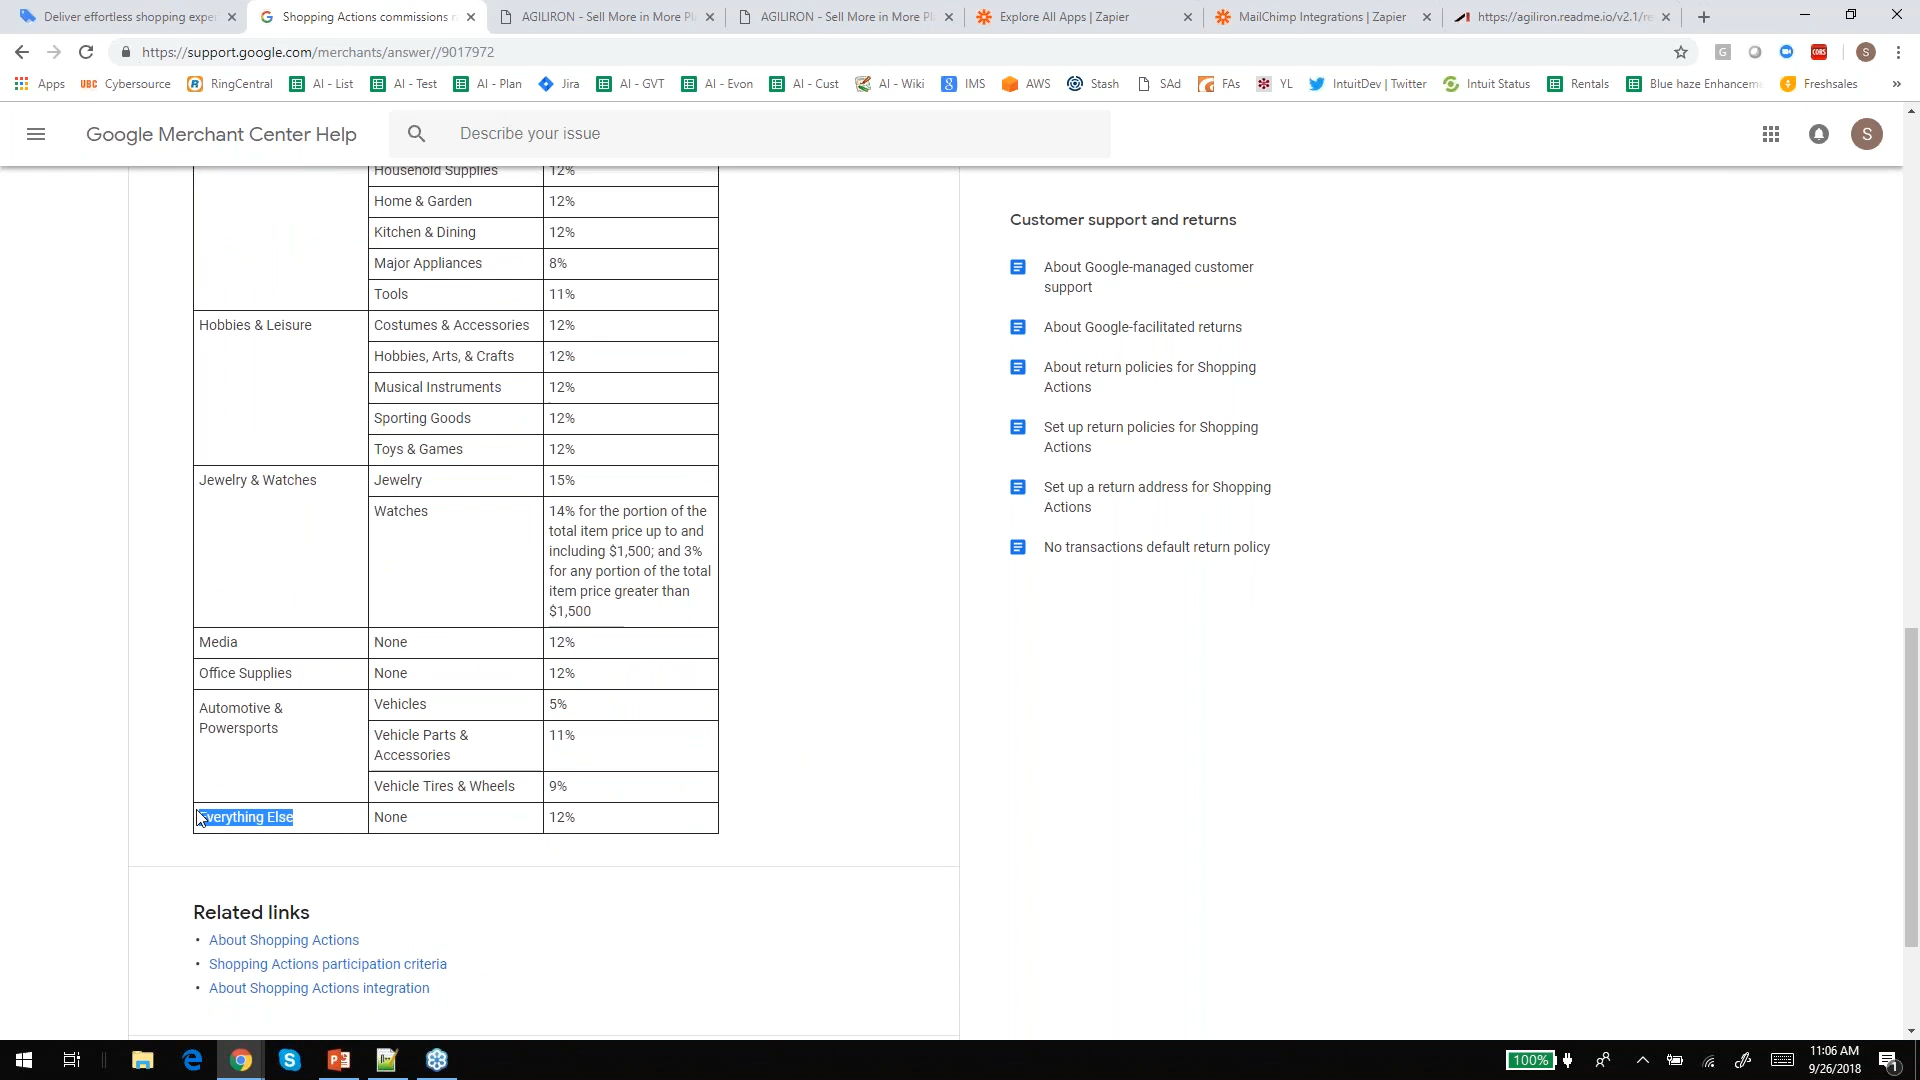 Deliver effortless shopping exper
Shopping Actions commissions r
AGILIRON - Sell More in More Pl
AGILIRON - Sell More in More Pl
Explore All Apps | Zapier
MailChimp Integrations | Zapier
https://agiliron.readme.io/v2.1/re
https://support.google.com/merchants/answer//9017972
Apps
UBC Cybersource
RingCentral
AI - List
AI - Test
AI - Plan
Jira
AI - GVT
AI - Evon
AI - Cust
AI - Wiki
IMS
AWS
Stash
SAd
FAs
YL
IntuitDev | Twitter
Intuit Status
Rentals
Blue haze Enhancem
Freshsales
Google Merchant Center Help
Describe your issue
S
Household Supplies 12%
Home & Garden 12%
Kitchen & Dining 12%
Major Appliances 8%
Tools 11%
Hobbies & Leisure Costumes & Accessories 12%
Hobbies, Arts, & Crafts 12%
Musical Instruments 12%
Sporting Goods 12%
Toys & Games 12%
Jewelry & Watches Jewelry 15%
Watches 14% for the portion of the
total item price up to and
including $1,500; and 3%
for any portion of the total
item price greater than
$1,500
Media None 12%
Office Supplies None 12%
Automotive &
Powersports
Vehicles 5%
Vehicle Parts &
Accessories
11%
Vehicle Tires & Wheels 9%
Everything Else None 12%
Related links
• About Shopping Actions
• Shopping Actions participation criteria
• About Shopping Actions integration
Customer support and returns
About Google-managed customer
support
About Google-facilitated returns
About return policies for Shopping
Actions
Set up return policies for Shopping
Actions
Set up a return address for Shopping
Actions
No transactions default return policy
100%
11:06 AM
9/26/2018
1